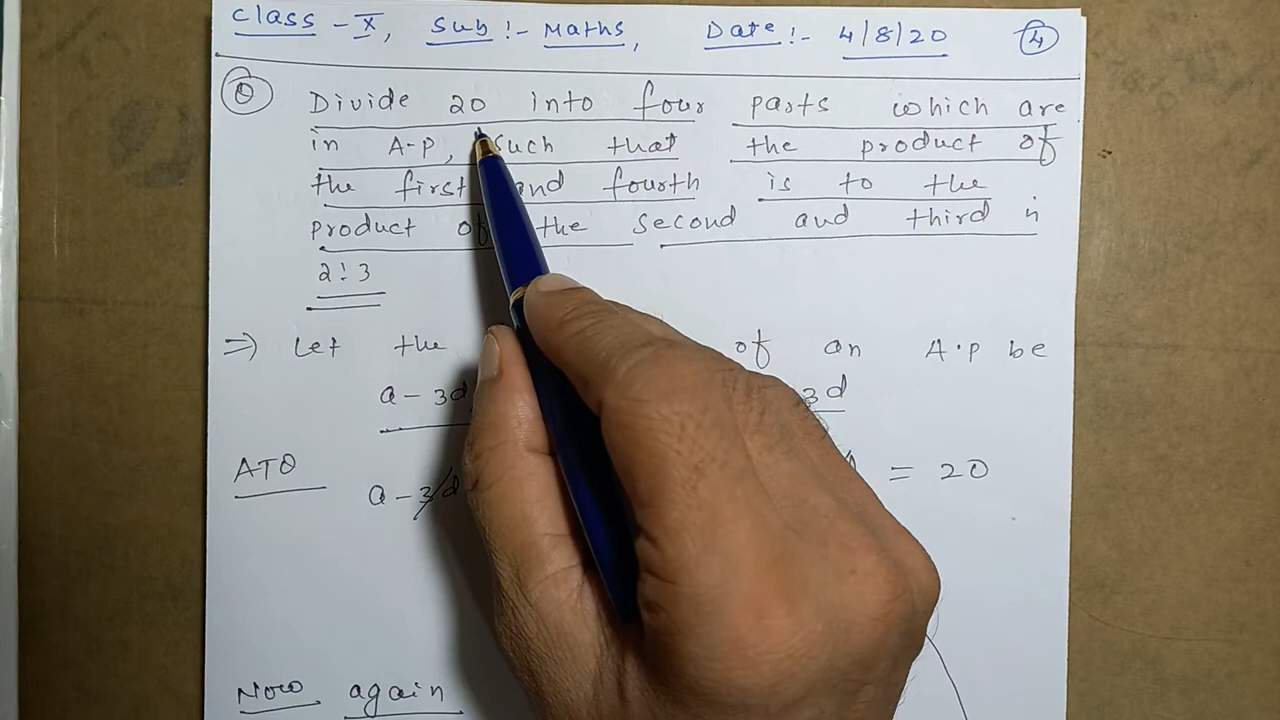 Class - X, Sub :- Maths, Date :- 4/8/20 4
Q Divide 20 into four parts which are
in A-P, such that the product of
the first and fourth is to the
product of the second and third is
2:3
=> Let the of an A.P be
a - 3d, 3d
ATQ
a - 3d = 20
Now again